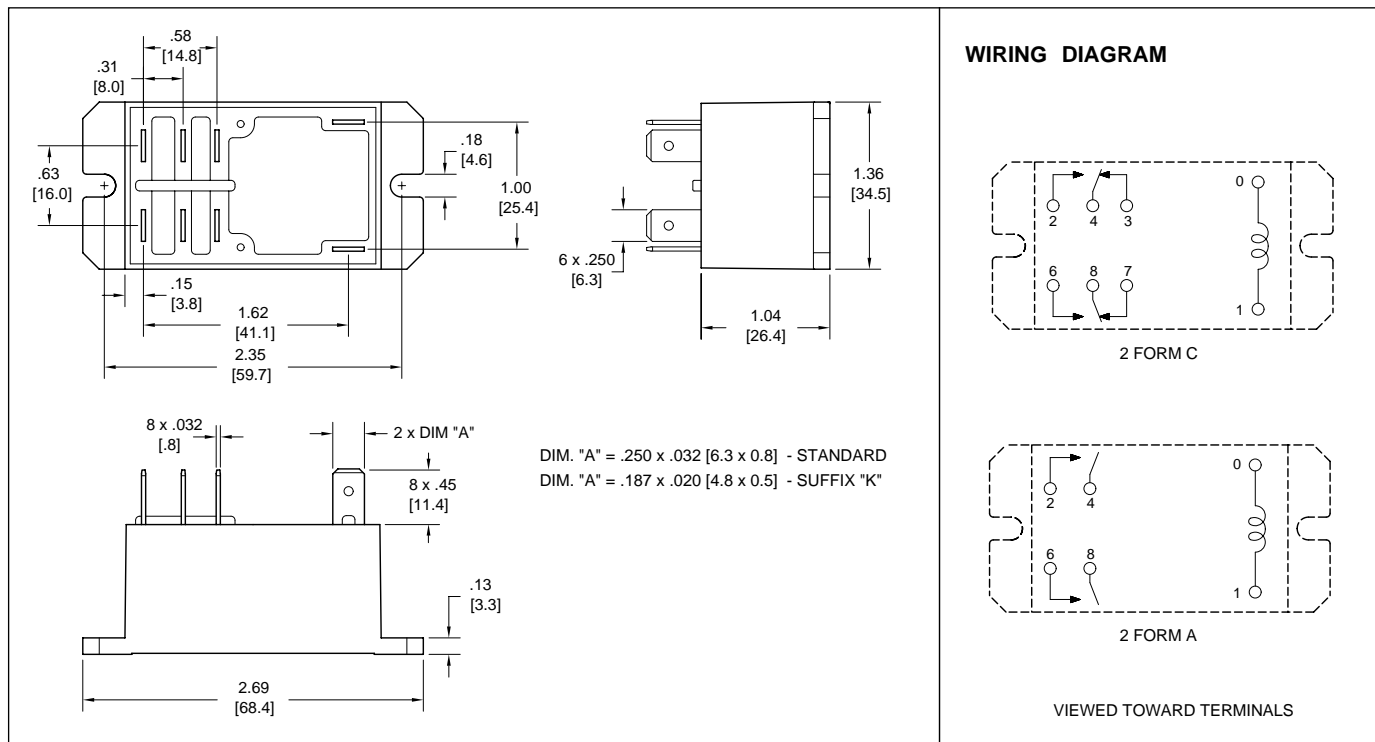 .58
[14.8]
.31
[8.0]
.63
[16.0]
.18
[4.6]
1.00
[25.4]
.15
[3.8]
1.62
[41.1]
2.35
[59.7]
6 x .250
[6.3]
1.36
[34.5]
1.04
[26.4]
8 x .032
[.8]
2 x DIM "A"
8 x .45
[11.4]
.13
[3.3]
2.69
[68.4]
DIM. "A" = .250 x .032 [6.3 x 0.8] - STANDARD
DIM. "A" = .187 x .020 [4.8 x 0.5] - SUFFIX "K"
WIRING DIAGRAM
0
2 4 3
6 8 7
1
2 FORM C
0
2 4
6 8
1
2 FORM A
VIEWED TOWARD TERMINALS